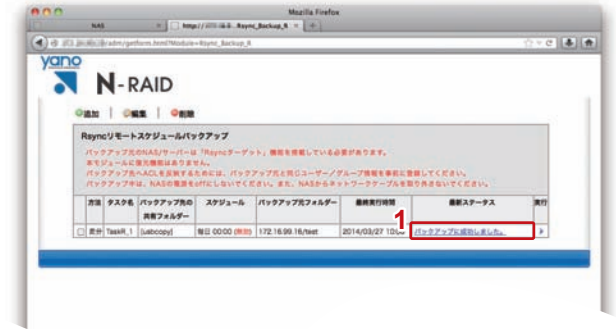 Mozilla Firefox
NAS
http:// Rsync_Backup_R
/adm/getform.html?Module=Rsync_Backup_R
yano
N-RAID
追加 | 編集 | 削除
Rsyncリモートスケジュールバックアップ
バックアップ元のNAS/サーバーは「Rsyncターゲット」機能を搭載している必要があります。
本モジュールに復元機能はありません。
バックアップ先へACLを反映するためには、バックアップ元と同じユーザー/グループ情報を事前に登録してください。
バックアップ中は、NASの電源をoffにしないでください。また、NASからネットワークケーブルを取り外さないでください。
方法 タスク名 バックアップ先の共有フォルダー スケジュール バックアップ元フォルダー 最終実行時間 最新ステータス 実行
1
差分 TaskR_1 [usbcopy] 毎日 00:00 (無効) 172.16.99.16/test 2014/03/27 10: バックアップに成功しました。